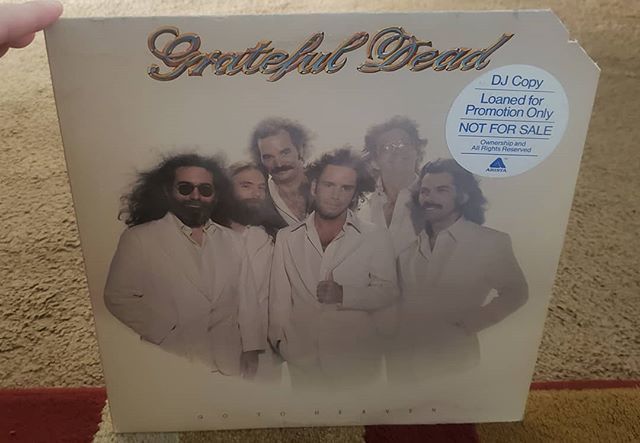 Grateful Dead
DJ Copy
Loaned for
Promotion Only
NOT FOR SALE
Ownership and
All Rights Reserved
ARISTA
GO TO HEAVEN